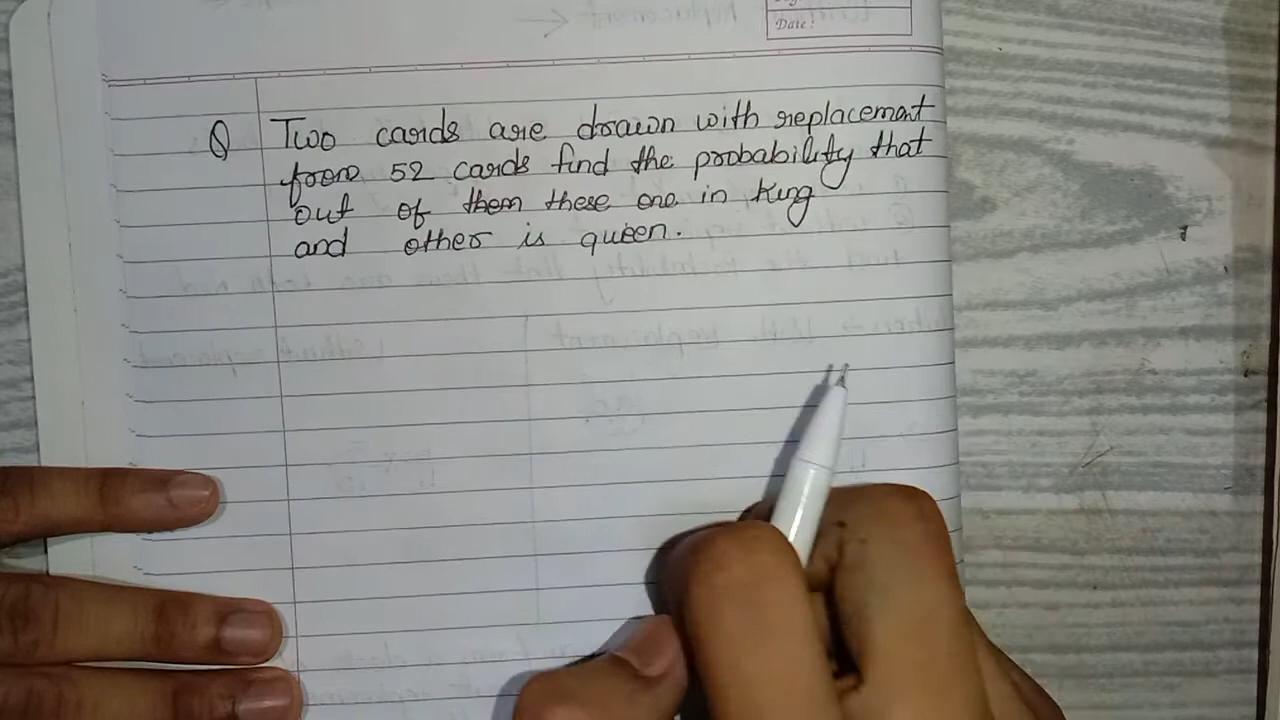 Date:
Q Two cards are drawn with replacement
from 52 cards find the probability that
out of them these one in King
and other is queen.